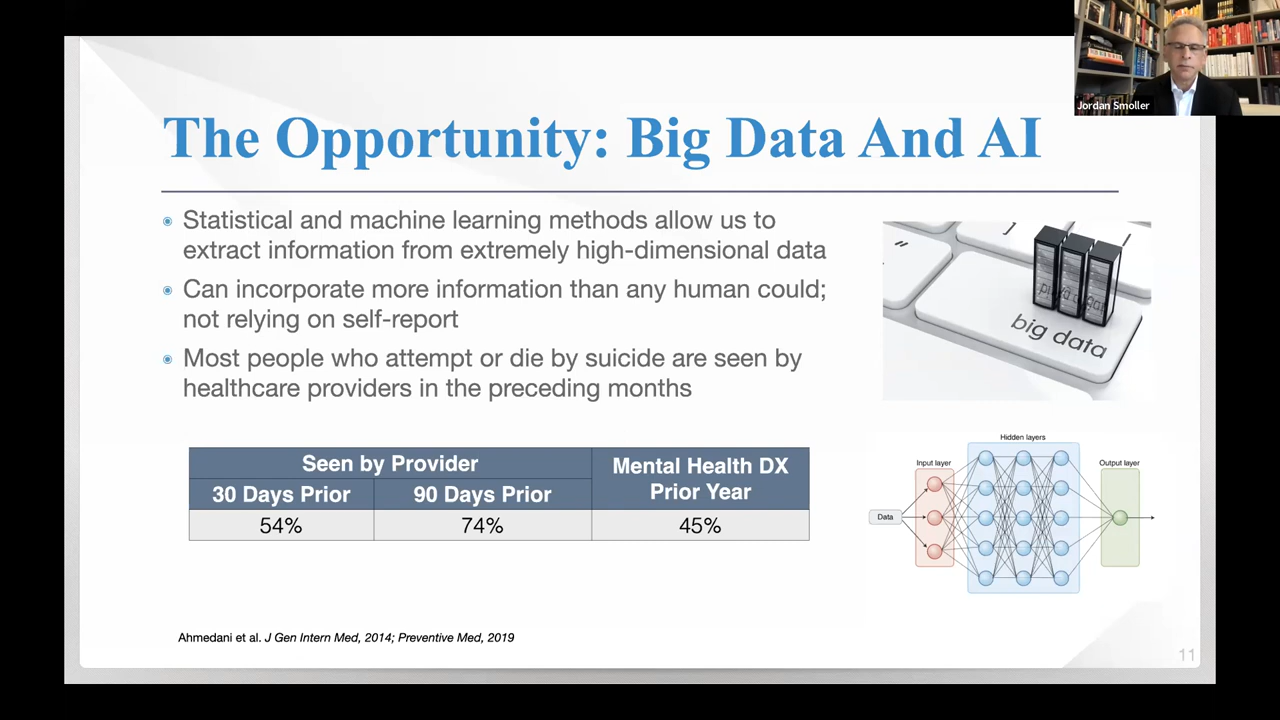 Jordan Smoller
The Opportunity: Big Data And AI
Statistical and machine learning methods allow us to
extract information from extremely high-dimensional data
Can incorporate more information than any human could;
not relying on self-report
Most people who attempt or die by suicide are seen by
healthcare providers in the preceding months
big data
Seen by Provider
Mental Health DX
Prior Year
30 Days Prior
90 Days Prior
54%
74%
45%
Hidden layers
Input layer
Output layer
Data
Ahmedani et al. J Gen Intern Med, 2014; Preventive Med, 2019
11